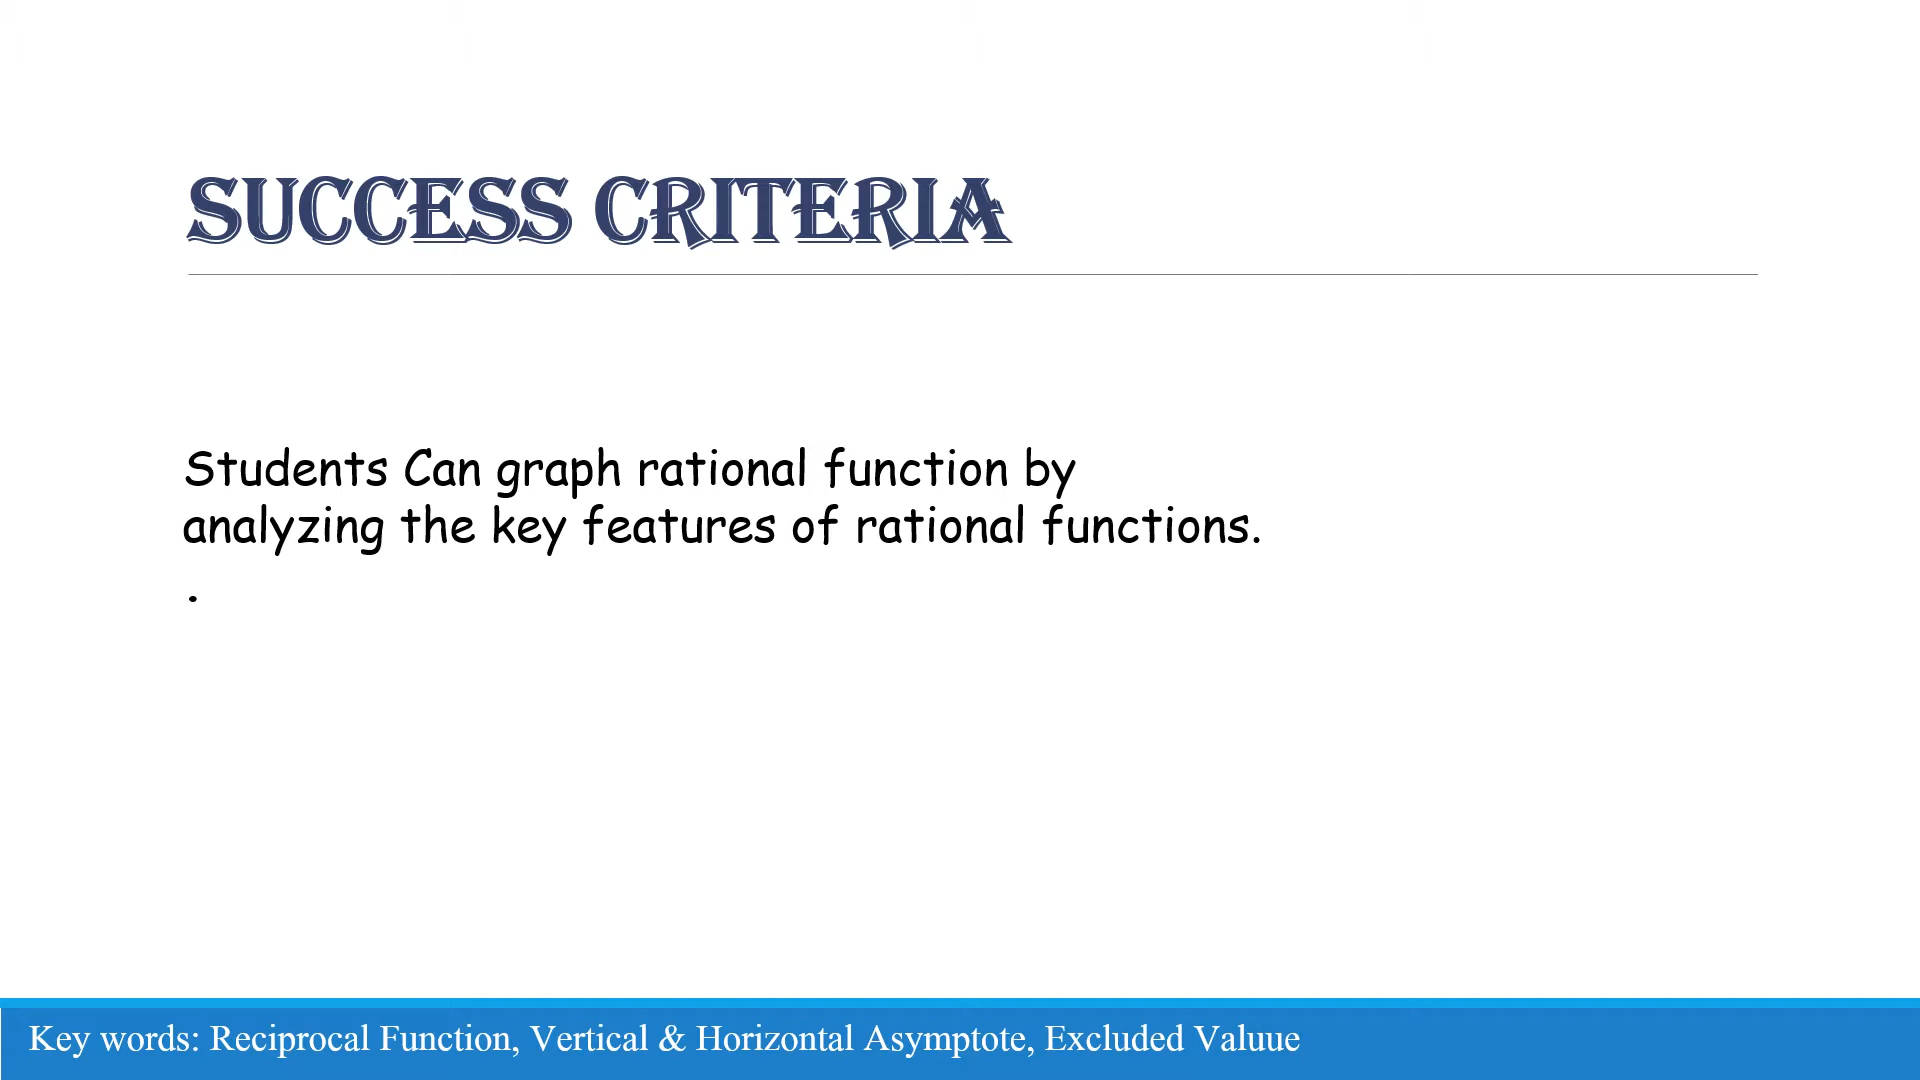 SUCCESS CRITERIA
Students Can graph rational function by
analyzing the key features of rational functions.
.
Key words: Reciprocal Function, Vertical & Horizontal Asymptote, Excluded Valuue